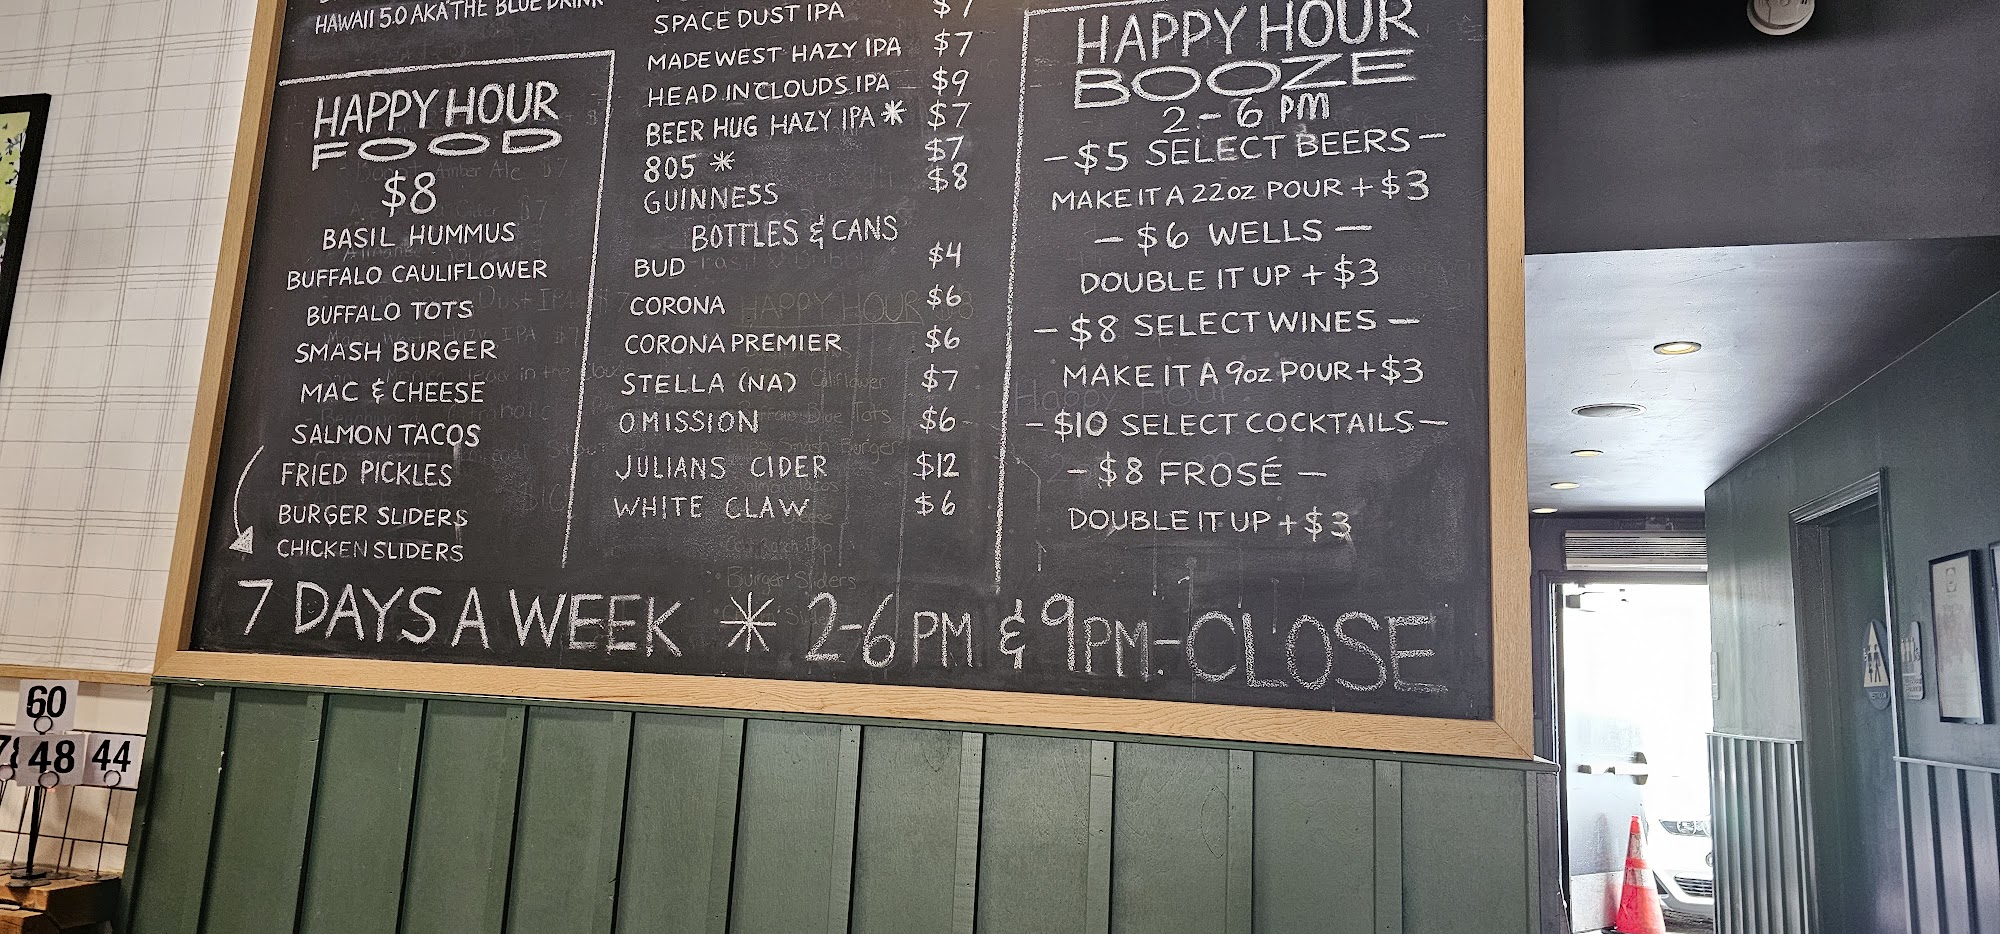 HAWAII 5.0 AKA THE BLUE DRINK
HAPPY HOUR
FOOD
$8
BASIL HUMMUS
BUFFALO CAULIFLOWER
BUFFALO TOTS
SMASH BURGER
MAC & CHEESE
SALMON TACOS
FRIED PICKLES
BURGER SLIDERS
CHICKEN SLIDERS
SPACE DUST IPA $7
MADEWEST HAZY IPA $7
HEAD IN CLOUDS IPA $9
BEER HUG HAZY IPA * $7
805 * $7
GUINNESS $8
BOTTLES & CANS
BUD $4
CORONA $6
CORONA PREMIER $6
STELLA (NA) $7
OMISSION $6
JULIANS CIDER $12
WHITE CLAW $6
HAPPY HOUR
BOOZE
2-6 PM
- $5 SELECT BEERS -
MAKE IT A 22oz POUR + $3
- $6 WELLS -
DOUBLE IT UP + $3
- $8 SELECT WINES -
MAKE IT A 9oz POUR + $3
- $10 SELECT COCKTAILS -
- $8 FROSÉ -
DOUBLE IT UP + $3
7 DAYS A WEEK * 2-6 PM & 9PM-CLOSE
60
48
44